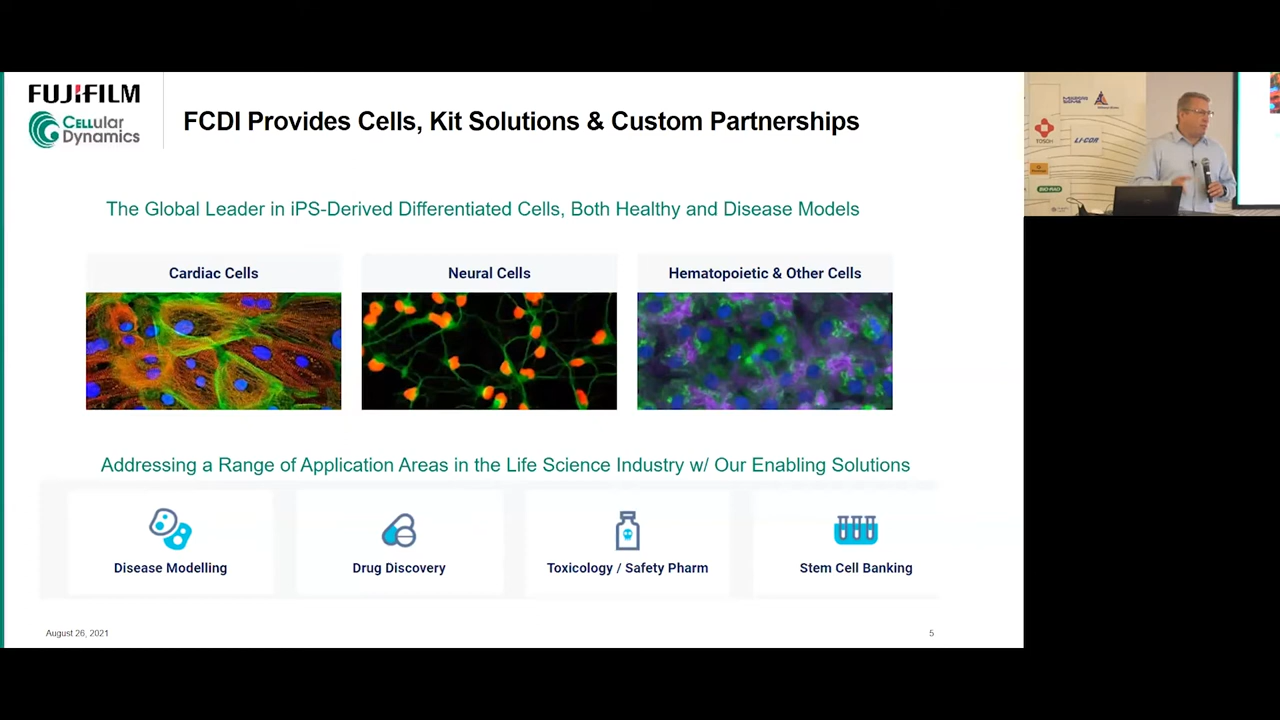 FUJIFILM
CELLular
Dynamics
FCDI Provides Cells, Kit Solutions & Custom Partnerships
The Global Leader in iPS-Derived Differentiated Cells, Both Healthy and Disease Models
Cardiac Cells
Neural Cells
Hematopoietic & Other Cells
Addressing a Range of Application Areas in the Life Science Industry w/ Our Enabling Solutions
Disease Modelling
Drug Discovery
Toxicology / Safety Pharm
Stem Cell Banking
August 26, 2021
5
TOSOH
LI-COR
BIO-RAD